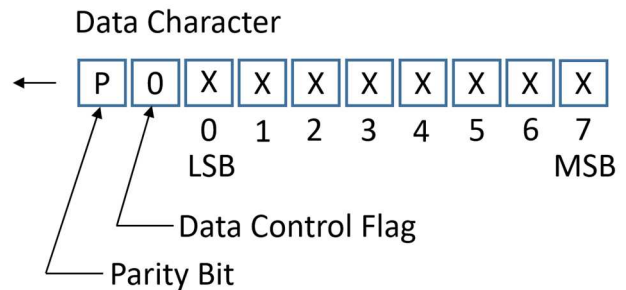 Data Character
P 0 X X X X X X X X
0 1 2 3 4 5 6 7
LSB MSB
Data Control Flag
Parity Bit